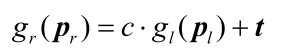 g_r(p_r) = c · g_l(p_l) + t